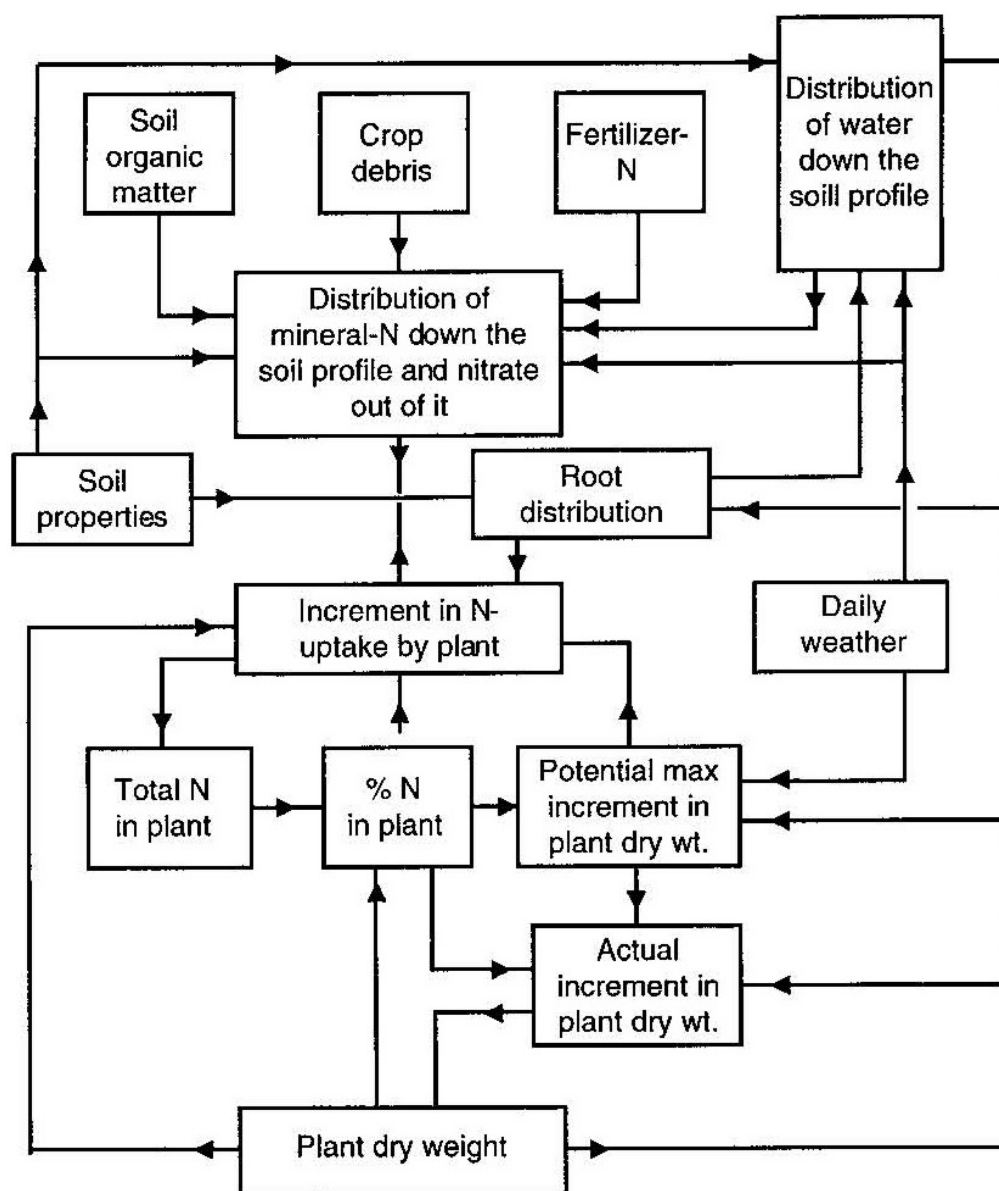 Soil
organic
matter
Crop
debris
Fertilizer-
N
Distribution
of water
down the
soill profile
Distribution of
mineral-N down the
soil profile and nitrate
out of it
Soil
properties
Root
distribution
Increment in N-
uptake by plant
Daily
weather
Total N
in plant
% N
in plant
Potential max
increment in
plant dry wt.
Actual
increment in
plant dry wt.
Plant dry weight